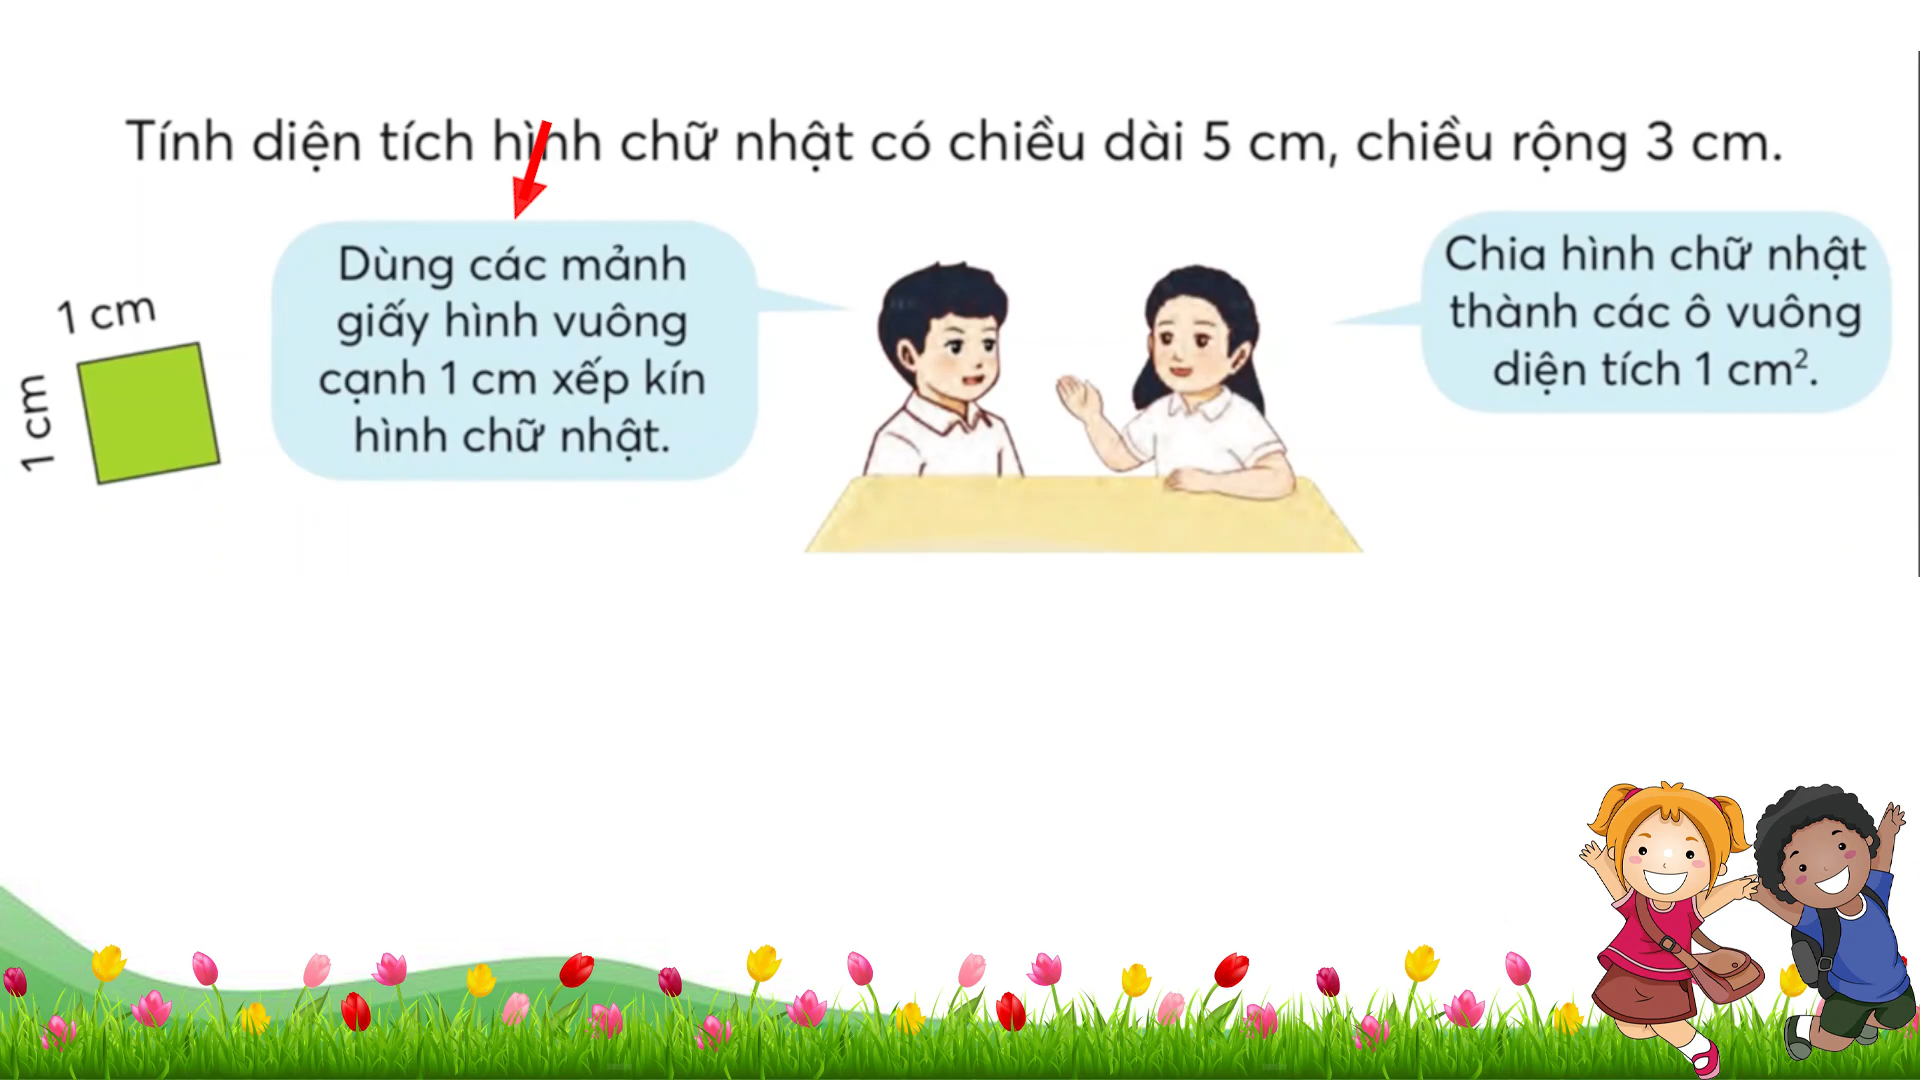 Tính diện tích hình chữ nhật có chiều dài 5 cm, chiều rộng 3 cm.
1 cm
1 cm
Dùng các mảnh
giấy hình vuông
cạnh 1 cm xếp kín
hình chữ nhật.
Chia hình chữ nhật
thành các ô vuông
diện tích 1 cm².